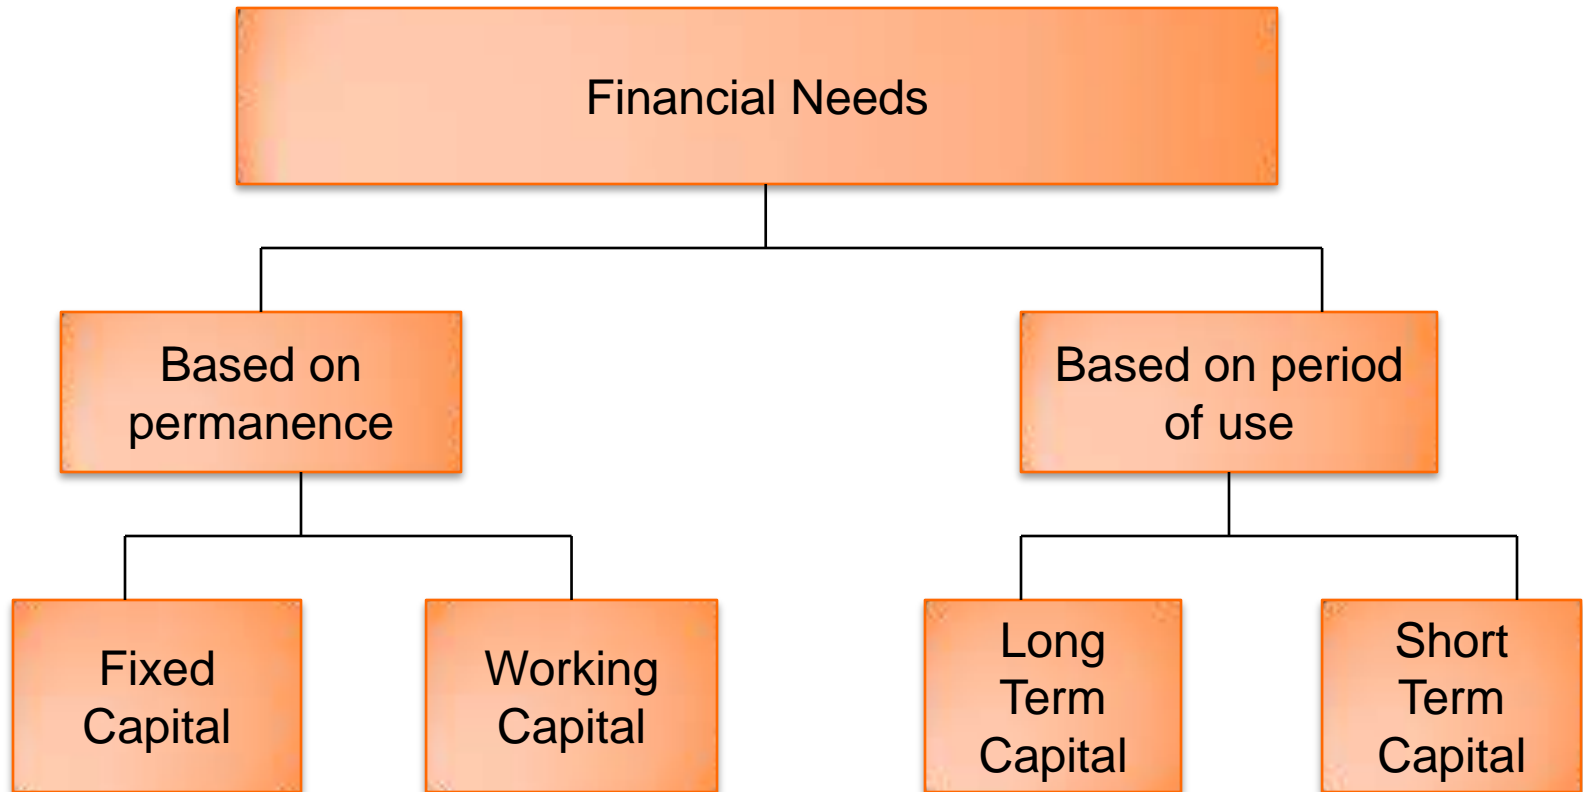 Financial Needs
Based on
permanence
Based on period
of use
Fixed
Capital
Working
Capital
Long
Term
Capital
Short
Term
Capital